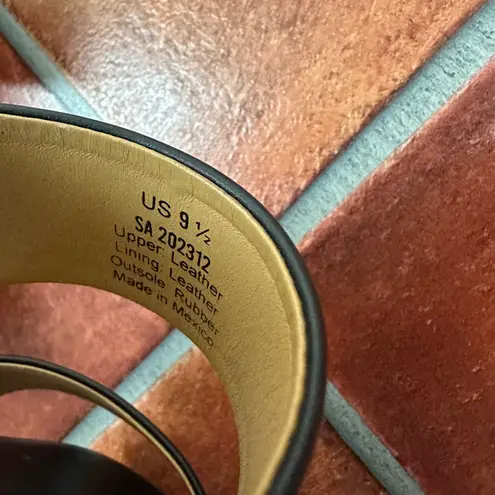 US 9 ½
SA 202312
Upper: Leather
Lining: Leather
Outsole Rubber
Made in Mexico